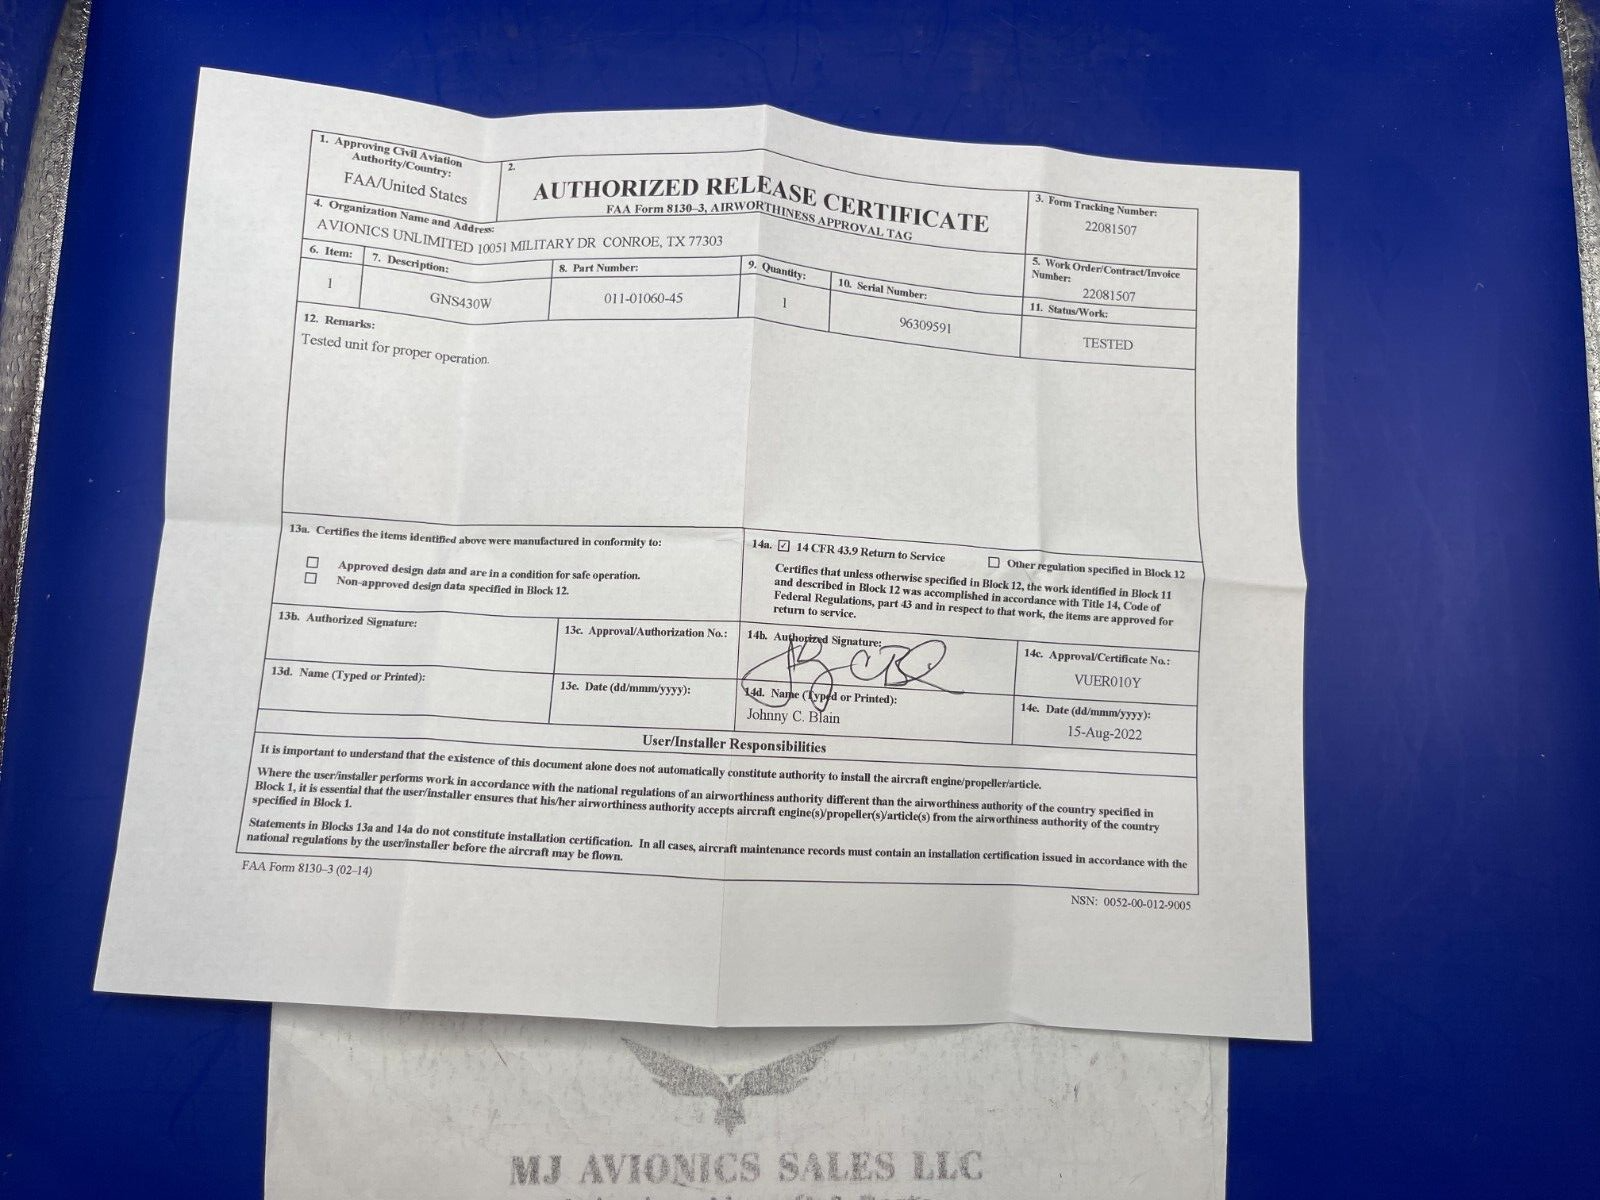 1. Approving Civil Aviation
Authority/Country:
FAA/United States
2.
AUTHORIZED RELEASE CERTIFICATE
FAA Form 8130–3, AIRWORTHINESS APPROVAL TAG
3. Form Tracking Number:
22081507
4. Organization Name and Address:
AVIONICS UNLIMITED 10051 MILITARY DR CONROE, TX 77303
5. Work Order/Contract/Invoice
Number:
22081507
6. Item:
1
7. Description:
GNS430W
8. Part Number:
011-01060-45
9. Quantity:
1
10. Serial Number:
96309591
11. Status/Work:
TESTED
12. Remarks:
Tested unit for proper operation.
13a. Certifies the items identified above were manufactured in conformity to:
Approved design data and are in a condition for safe operation.
Non-approved design data specified in Block 12.
14a. 14 CFR 43.9 Return to Service Other regulation specified in Block 12
Certifies that unless otherwise specified in Block 12, the work identified in Block 11
and described in Block 12 was accomplished in accordance with Title 14, Code of
Federal Regulations, part 43 and in respect to that work, the items are approved for
return to service.
13b. Authorized Signature:
13c. Approval/Authorization No.:
14b. Authorized Signature:
14c. Approval/Certificate No.:
VUER010Y
13d. Name (Typed or Printed):
13e. Date (dd/mmm/yyyy):
14d. Name (Typed or Printed):
Johnny C. Blain
14e. Date (dd/mmm/yyyy):
15-Aug-2022
User/Installer Responsibilities
It is important to understand that the existence of this document alone does not automatically constitute authority to install the aircraft engine/propeller/article.
Where the user/installer performs work in accordance with the national regulations of an airworthiness authority different than the airworthiness authority of the country specified in
Block 1, it is essential that the user/installer ensures that his/her airworthiness authority accepts aircraft engine(s)/propeller(s)/article(s) from the airworthiness authority of the country
specified in Block 1.
Statements in Blocks 13a and 14a do not constitute installation certification. In all cases, aircraft maintenance records must contain an installation certification issued in accordance with the
national regulations by the user/installer before the aircraft may be flown.
FAA Form 8130–3 (02–14)
NSN: 0052-00-012-9005
MJ AVIONICS SALES LLC